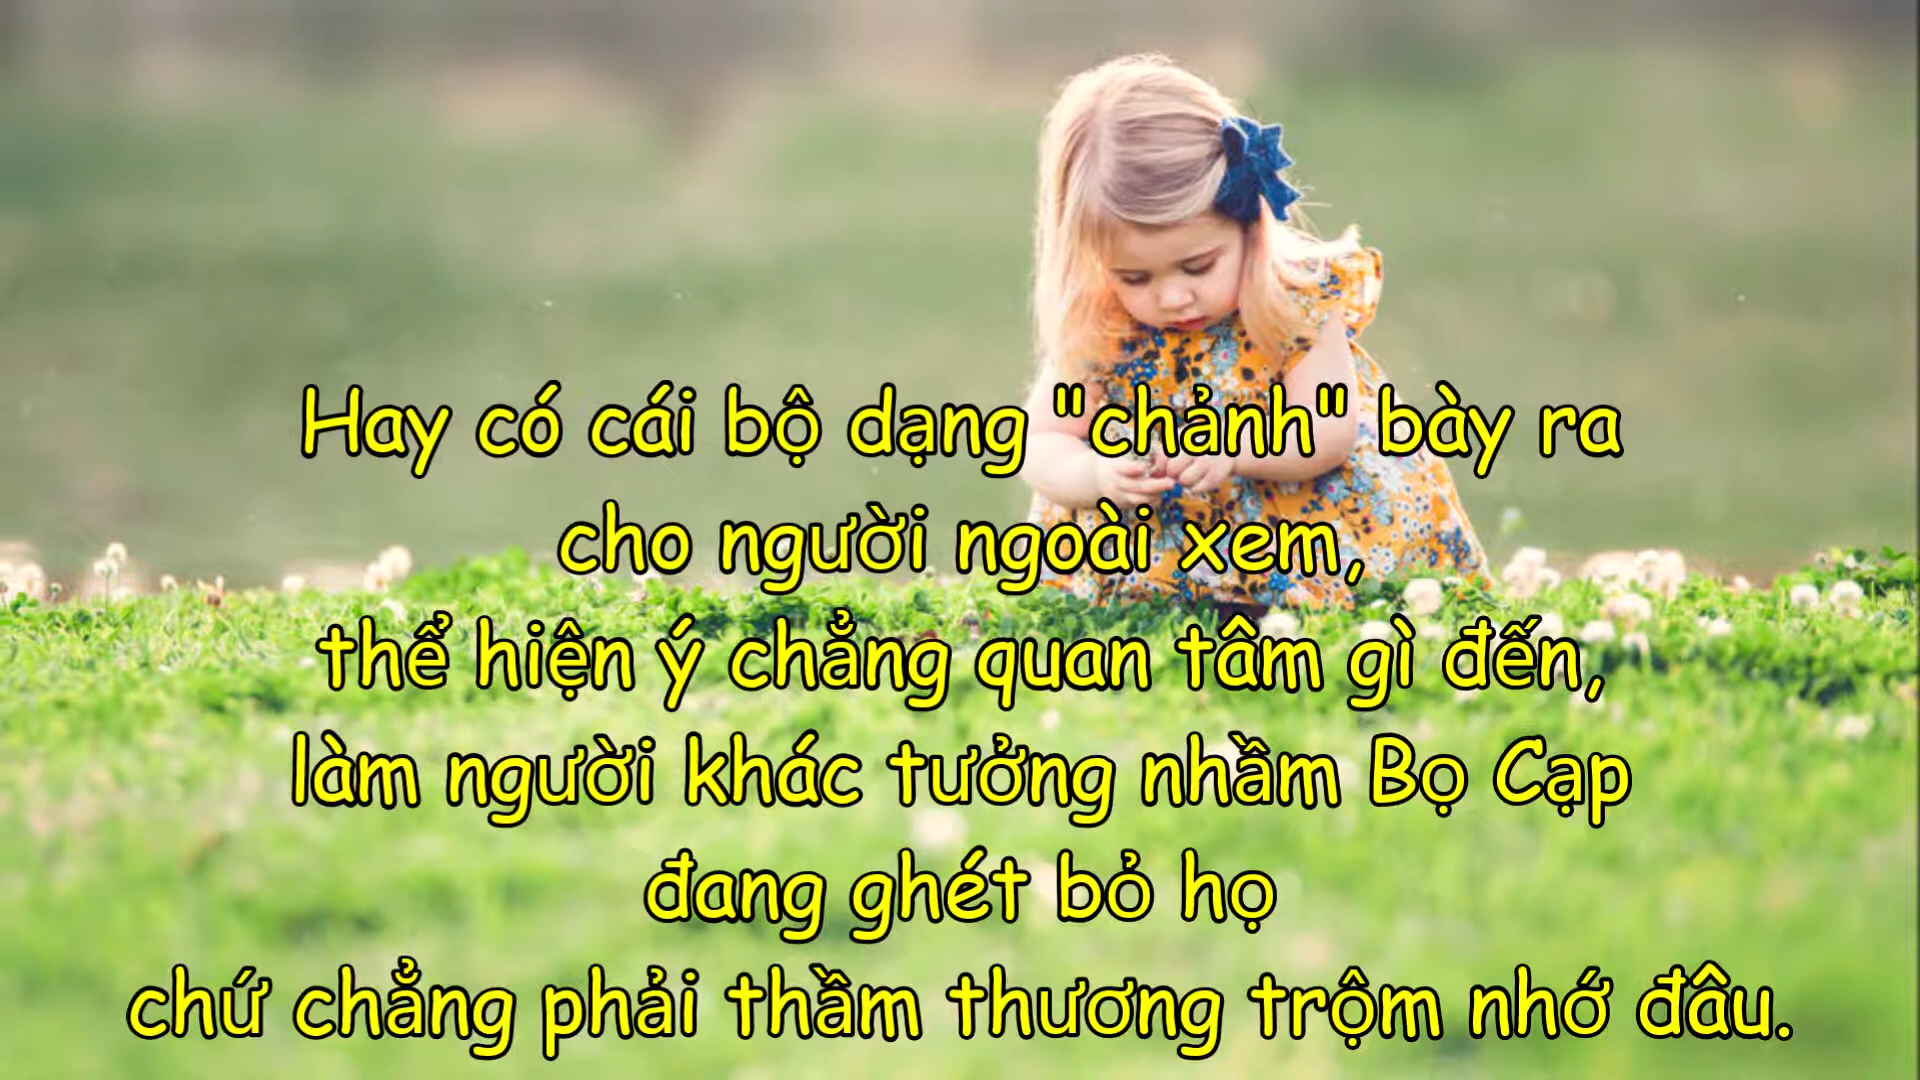 Hay có cái bộ dạng "chảnh" bày ra
cho người ngoài xem,
thể hiện ý chẳng quan tâm gì đến,
làm người khác tưởng nhầm Bọ Cạp
đang ghét bỏ họ
chứ chẳng phải thầm thương trộm nhớ đâu.